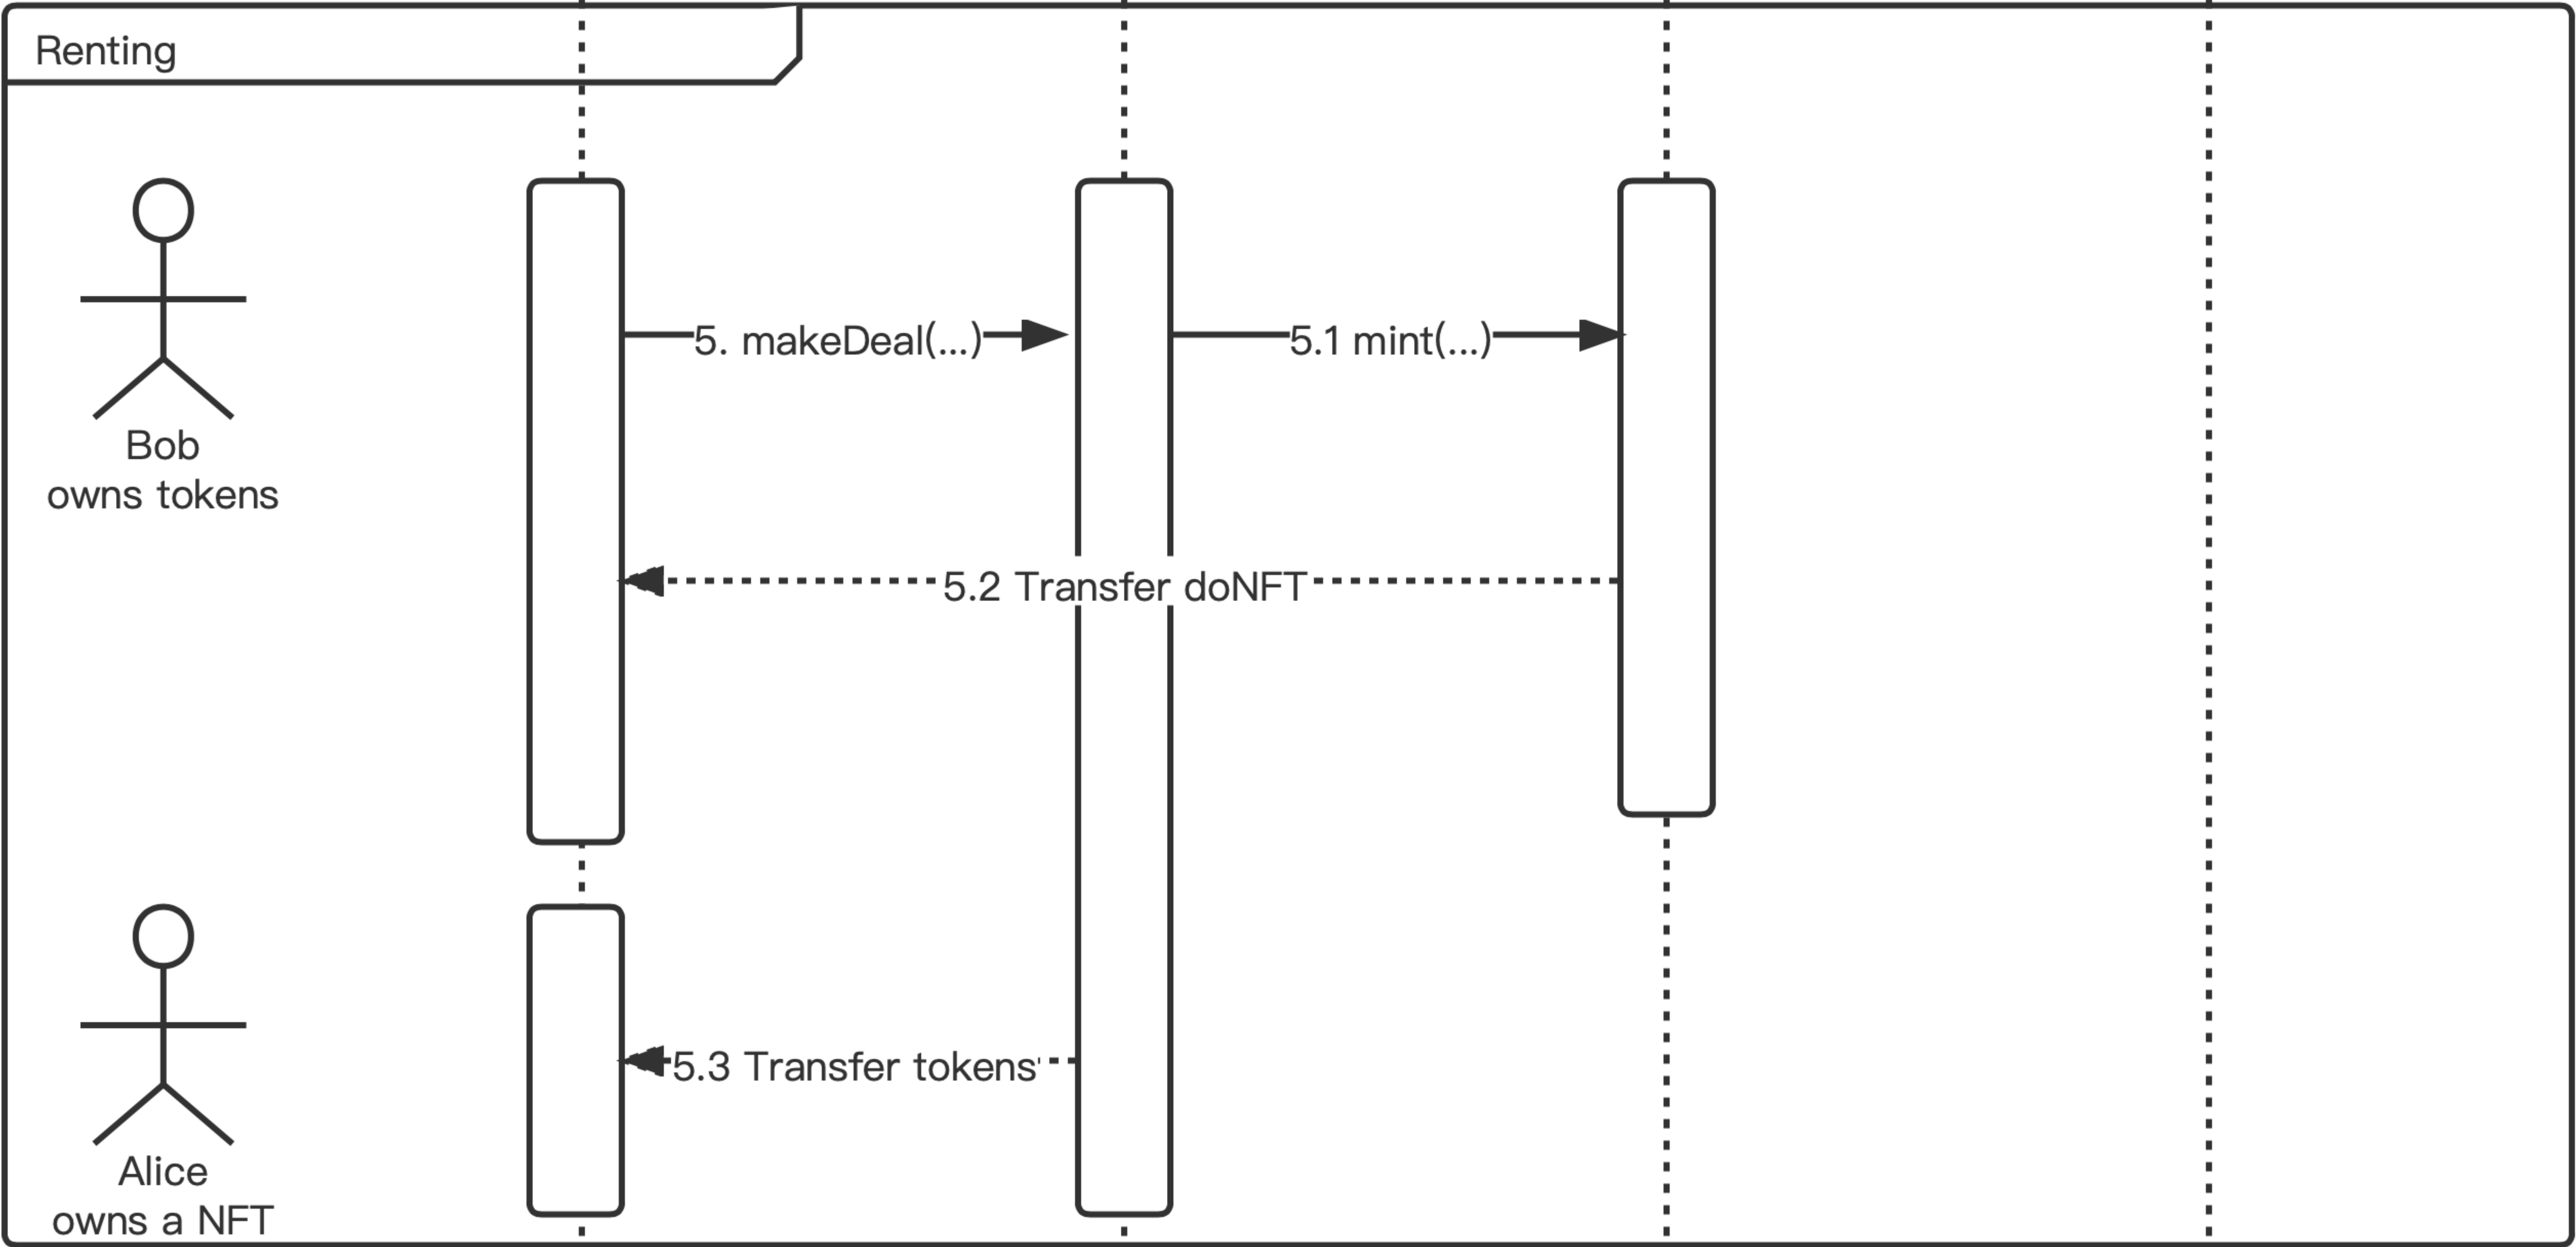 Renting
5. makeDeal(...)
5.1 mint(...)
Bob
owns tokens
5.2 Transfer doNFT
5.3 Transfer tokens
Alice
owns a NFT